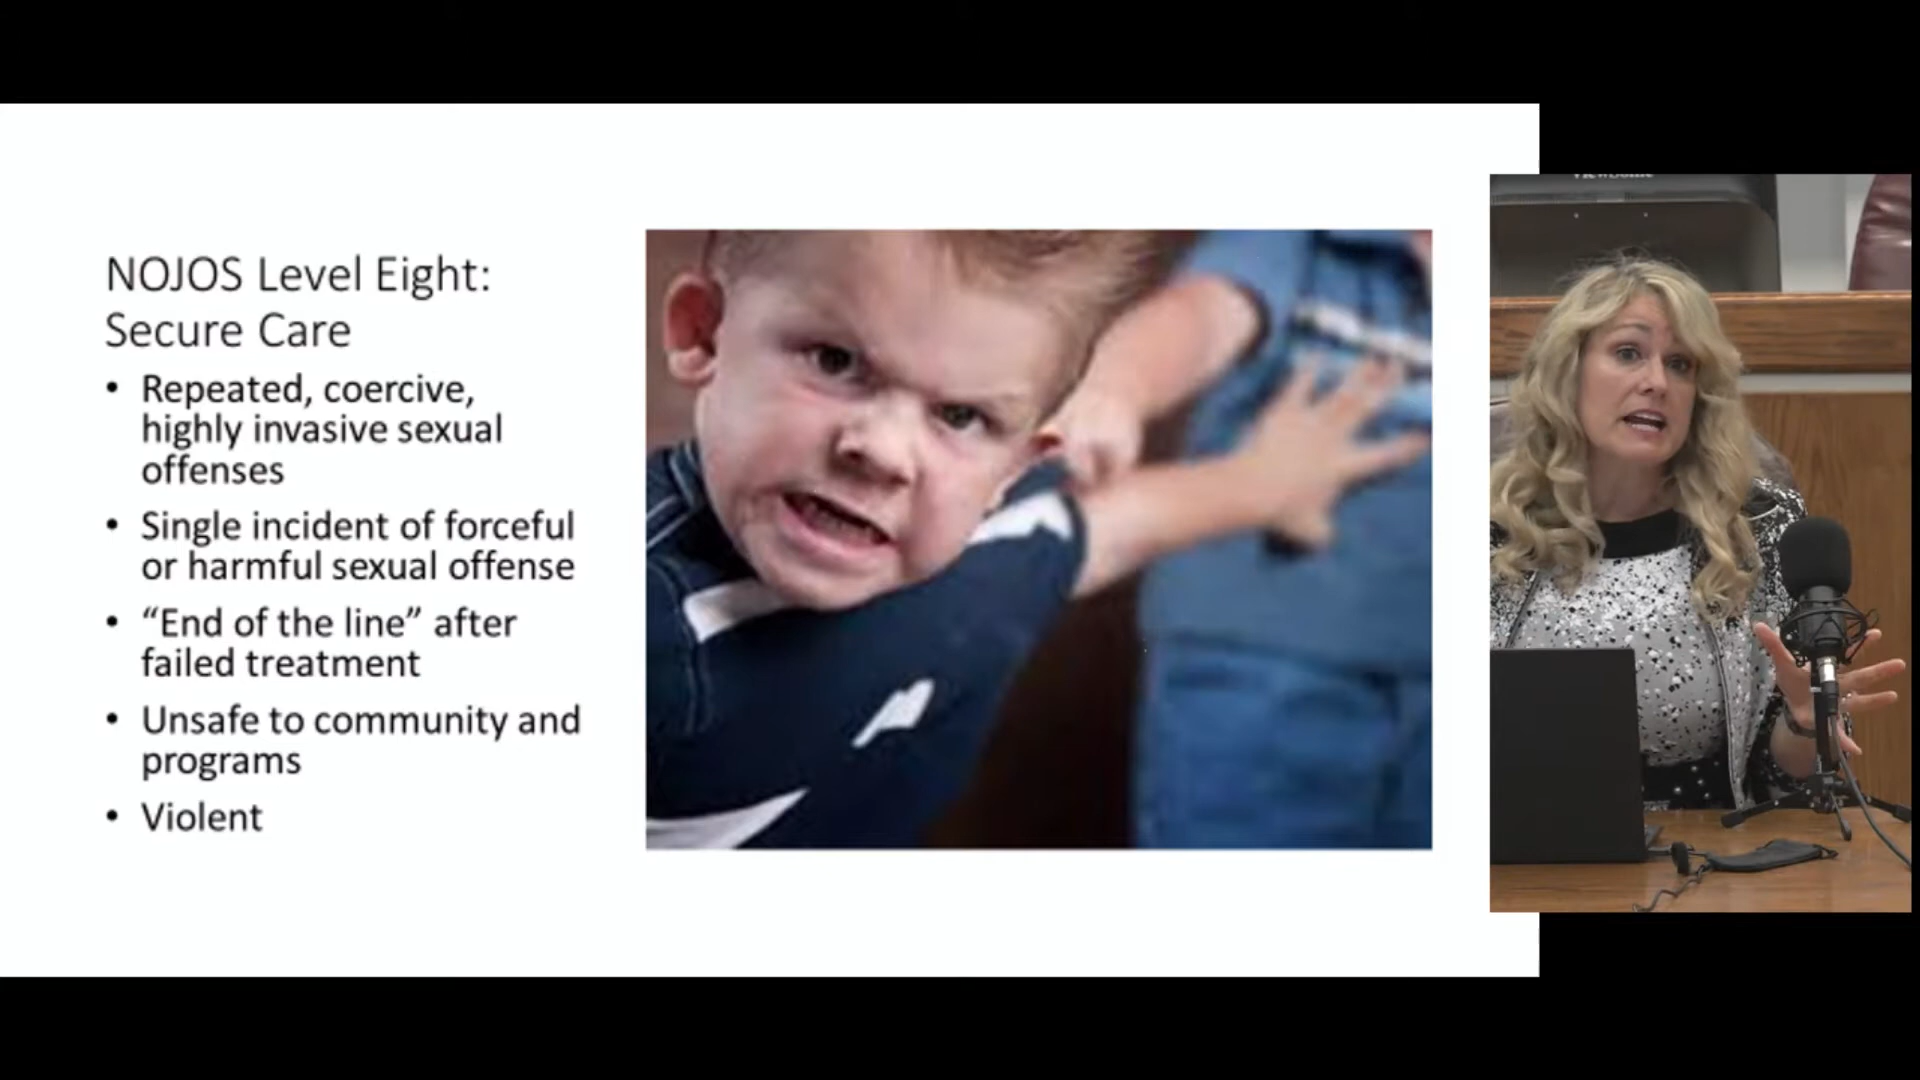 NOJOS Level Eight:
Secure Care
• Repeated, coercive,
highly invasive sexual
offenses
• Single incident of forceful
or harmful sexual offense
• “End of the line” after
failed treatment
• Unsafe to community and
programs
• Violent